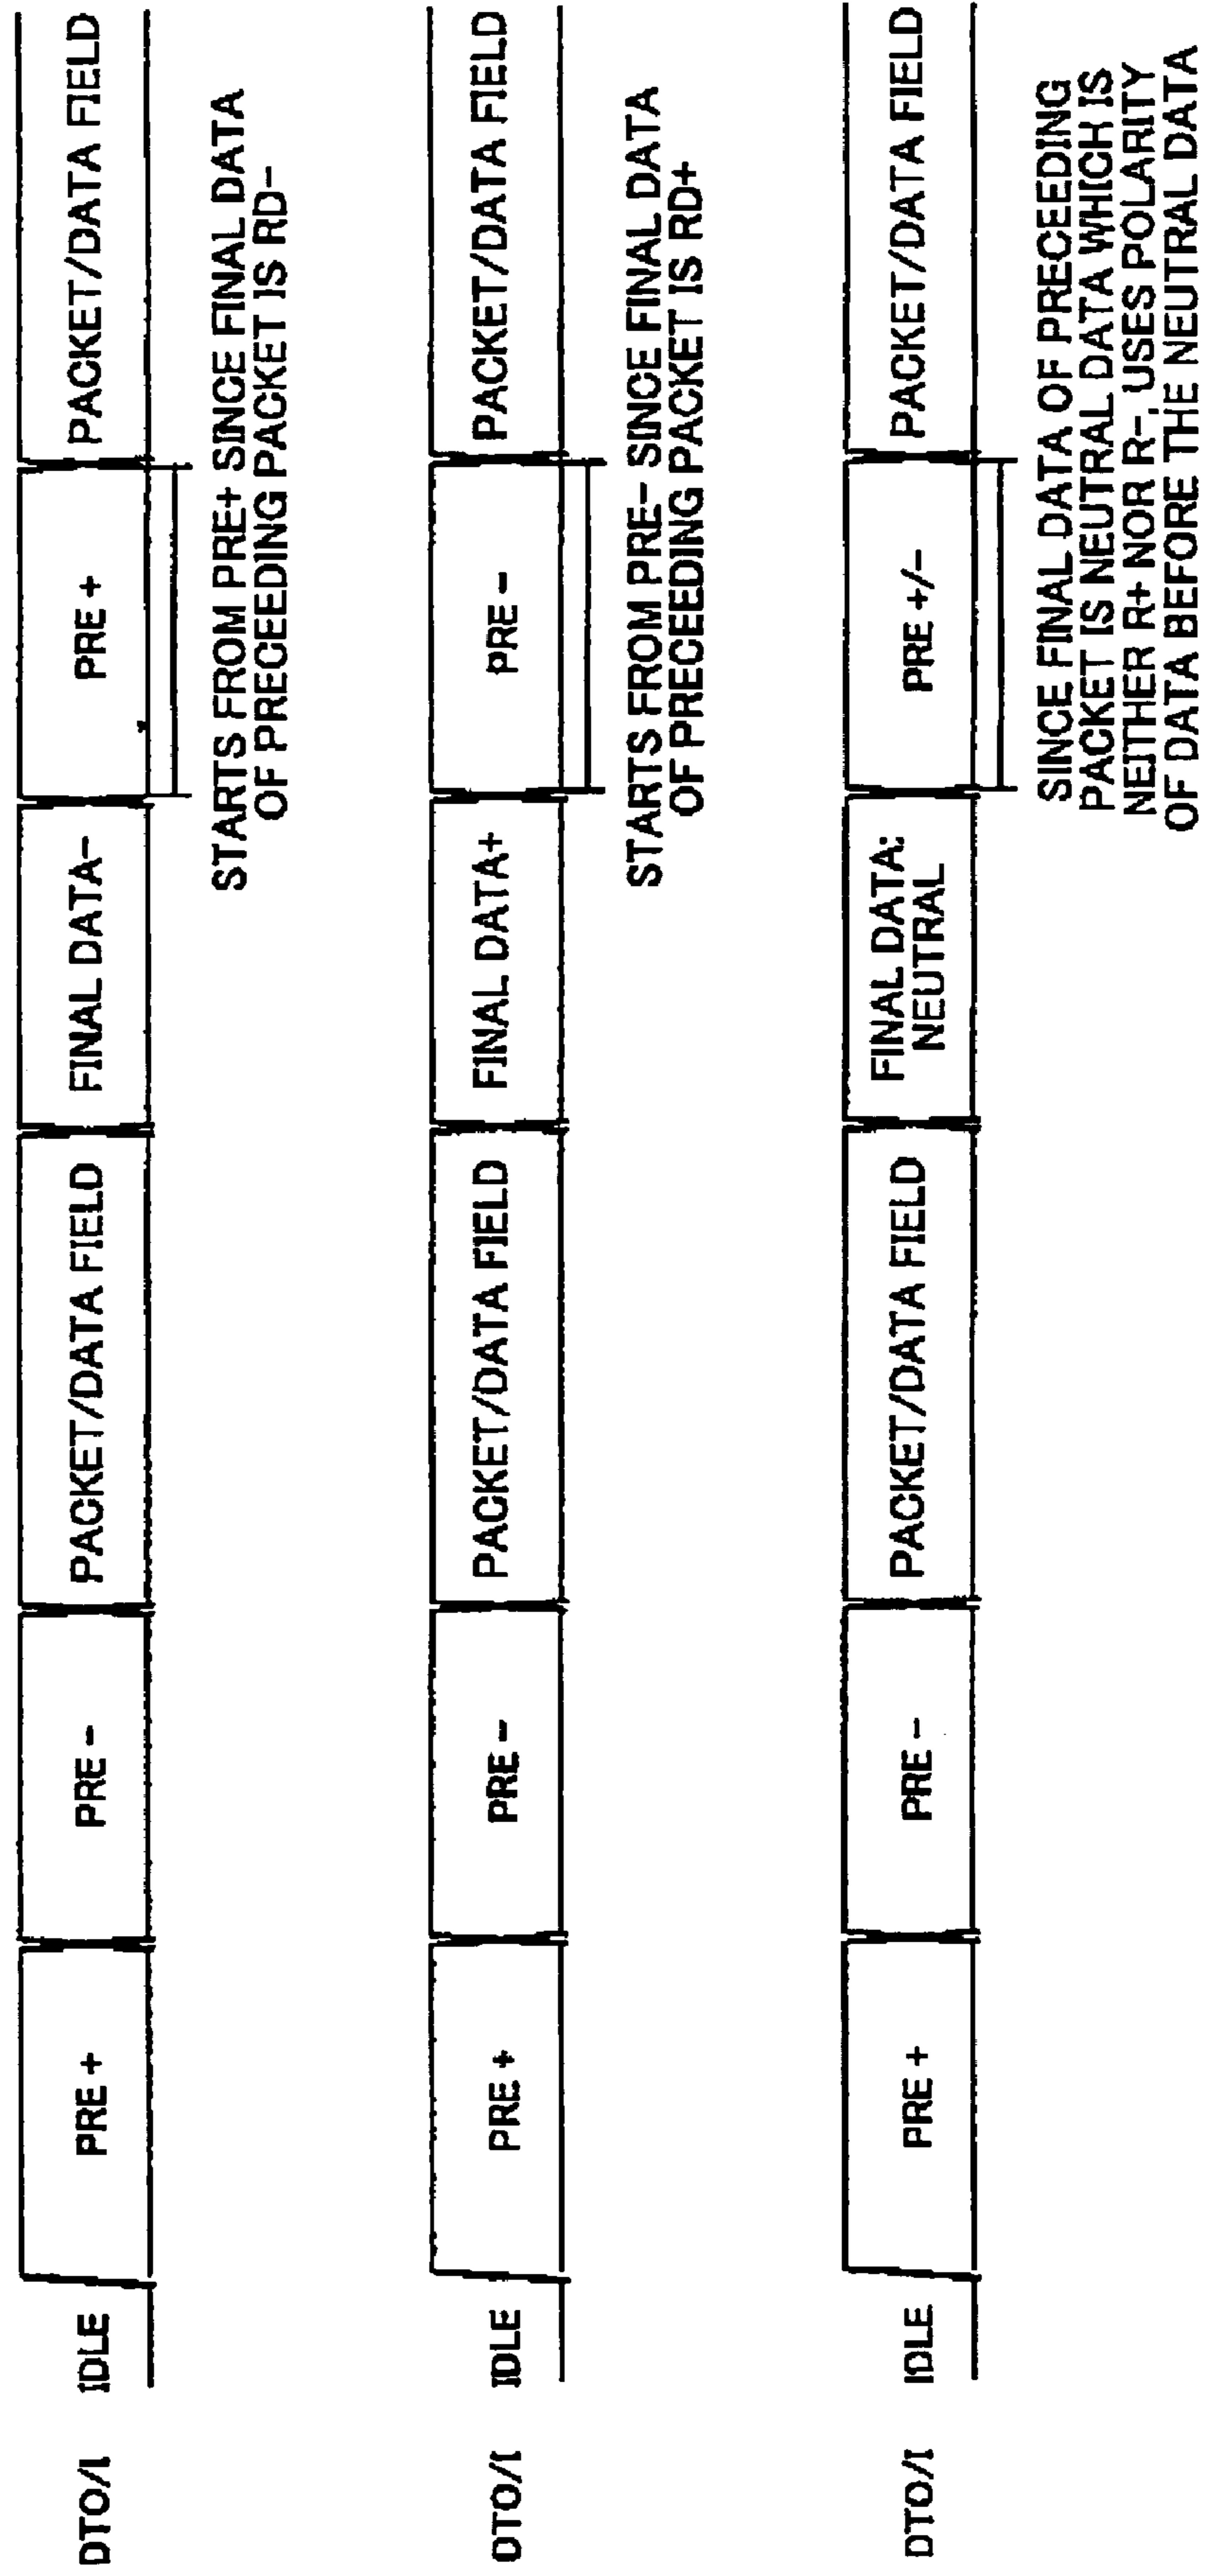 DTO/I IDLE PRE + PRE – PACKET/DATA FIELD FINAL DATA– PRE + PACKET/DATA FIELD
STARTS FROM PRE+ SINCE FINAL DATA
OF PRECEEDING PACKET IS RD–
DTO/I IDLE PRE + PRE – PACKET/DATA FIELD FINAL DATA+ PRE – PACKET/DATA FIELD
STARTS FROM PRE– SINCE FINAL DATA
OF PRECEEDING PACKET IS RD+
DTO/I IDLE PRE + PRE – PACKET/DATA FIELD FINAL DATA:
NEUTRAL
PRE +/– PACKET/DATA FIELD
SINCE FINAL DATA OF PRECEEDING
PACKET IS NEUTRAL DATA WHICH IS
NEITHER R+ NOR R–, USES POLARITY
OF DATA BEFORE THE NEUTRAL DATA